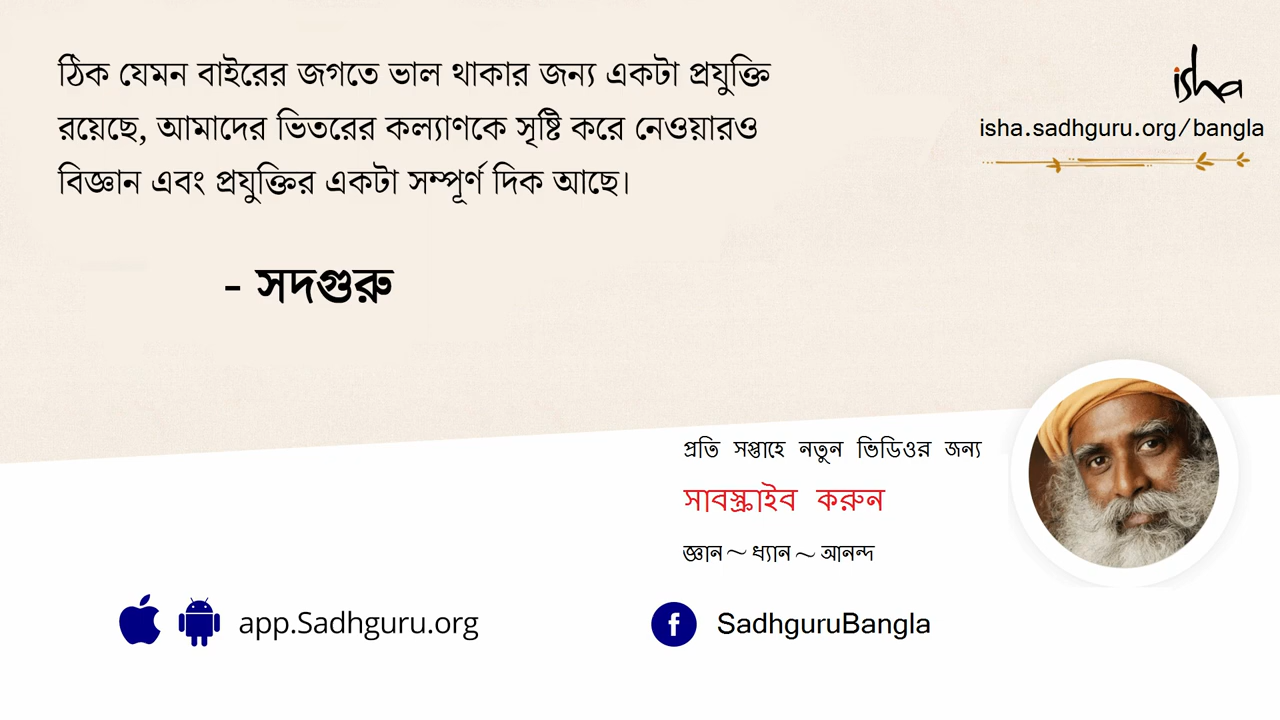 ঠিক যেমন বাইরের জগতে ভাল থাকার জন্য একটা প্রযুক্তি
রয়েছে, আমাদের ভিতরের কল্যাণকে সৃষ্টি করে নেওয়ারও
বিজ্ঞান এবং প্রযুক্তির একটা সম্পূর্ণ দিক আছে।
- সদগুরু
isha
isha.sadhguru.org/bangla
প্রতি সপ্তাহে নতুন ভিডিওর জন্য
সাবস্ক্রাইব করুন
জ্ঞান ~ ধ্যান ~ আনন্দ
app.Sadhguru.org
f SadhguruBangla